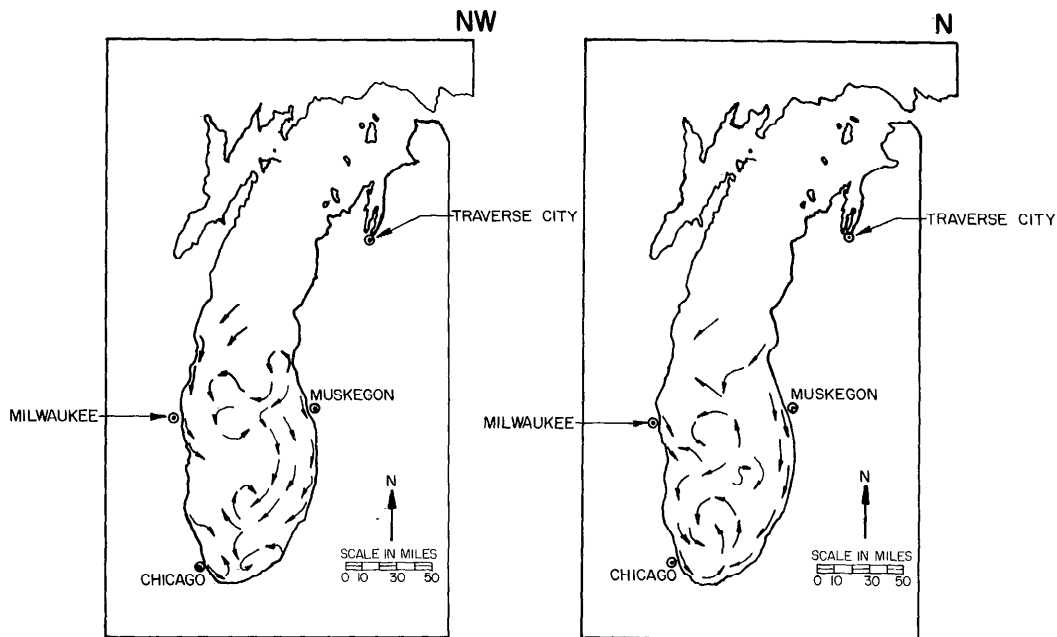 NW
TRAVERSE CITY
MUSKEGON
MILWAUKEE
N
SCALE IN MILES
0 10 30 50
CHICAGO
N
TRAVERSE CITY
MUSKEGON
MILWAUKEE
N
SCALE IN MILES
0 10 30 50
CHICAGO